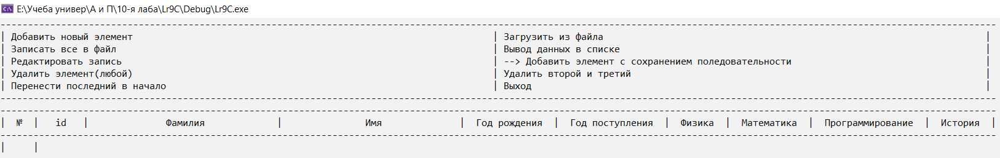 E:\Учеба универ\А и П\10-я лаба\Lr9C\Debug\Lr9C.exe
| Добавить новый элемент | Загрузить из файла |
| Записать все в файл | Вывод данных в списке |
| Редактировать запись | --> Добавить элемент с сохранением поледовательности |
| Удалить элемент(любой) | Удалить второй и третий |
| Перенести последний в начало | Выход |
| № | id | Фамилия | Имя | Год рождения | Год поступления | Физика | Математика | Программирование | История |